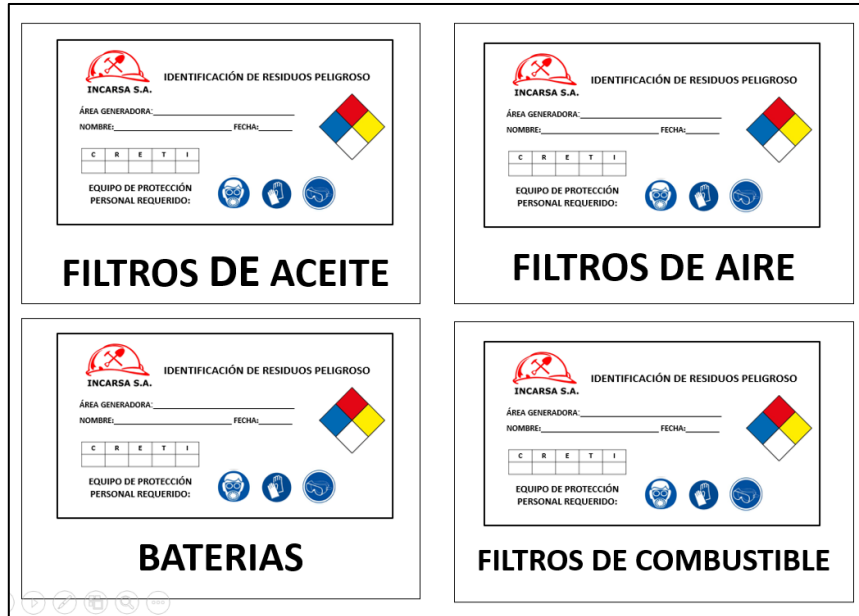 INCARSA S.A.
IDENTIFICACIÓN DE RESIDUOS PELIGROSO
ÁREA GENERADORA:
NOMBRE: FECHA:
C R E T I
EQUIPO DE PROTECCIÓN
PERSONAL REQUERIDO:
FILTROS DE ACEITE
INCARSA S.A.
IDENTIFICACIÓN DE RESIDUOS PELIGROSO
ÁREA GENERADORA:
NOMBRE: FECHA:
C R E T I
EQUIPO DE PROTECCIÓN
PERSONAL REQUERIDO:
FILTROS DE AIRE
INCARSA S.A.
IDENTIFICACIÓN DE RESIDUOS PELIGROSO
ÁREA GENERADORA:
NOMBRE: FECHA:
C R E T I
EQUIPO DE PROTECCIÓN
PERSONAL REQUERIDO:
BATERIAS
INCARSA S.A.
IDENTIFICACIÓN DE RESIDUOS PELIGROSO
ÁREA GENERADORA:
NOMBRE: FECHA:
C R E T I
EQUIPO DE PROTECCIÓN
PERSONAL REQUERIDO:
FILTROS DE COMBUSTIBLE